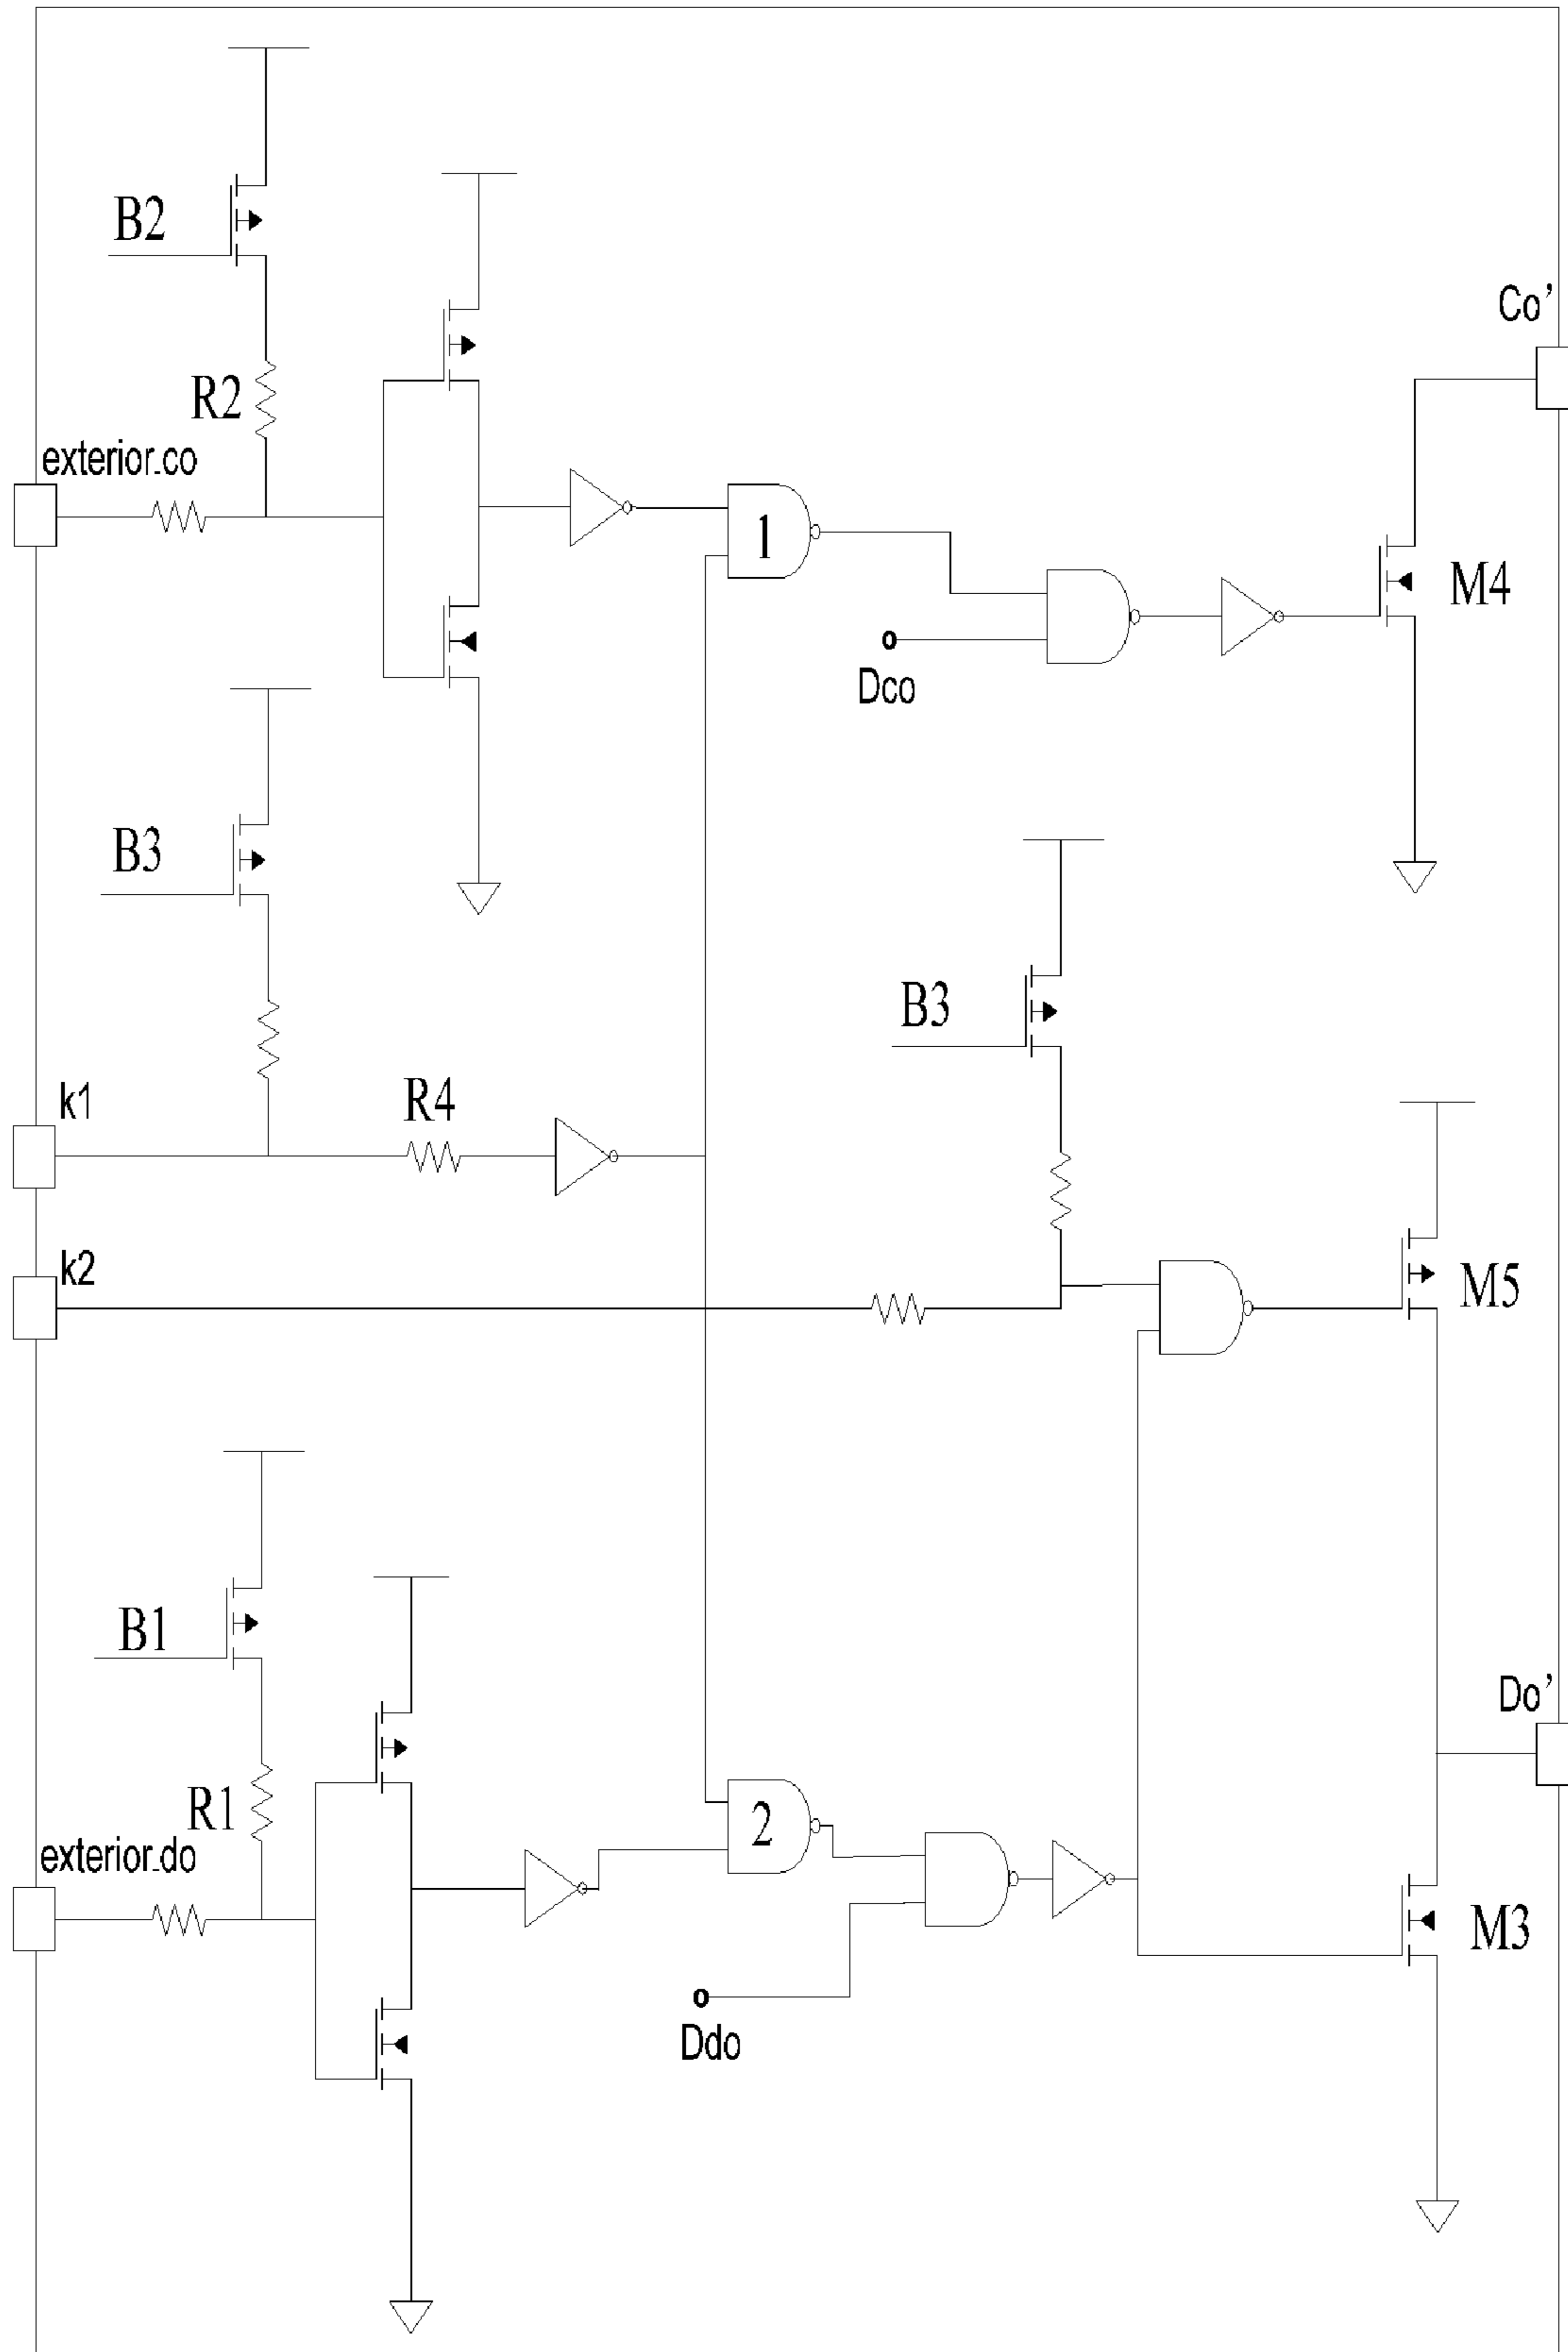 B2
Co’
R2
exterior.co
1
M4
Dco
B3
B3
k1
R4
k2
M5
B1
Do’
R1
2
exterior.do
M3
Ddo